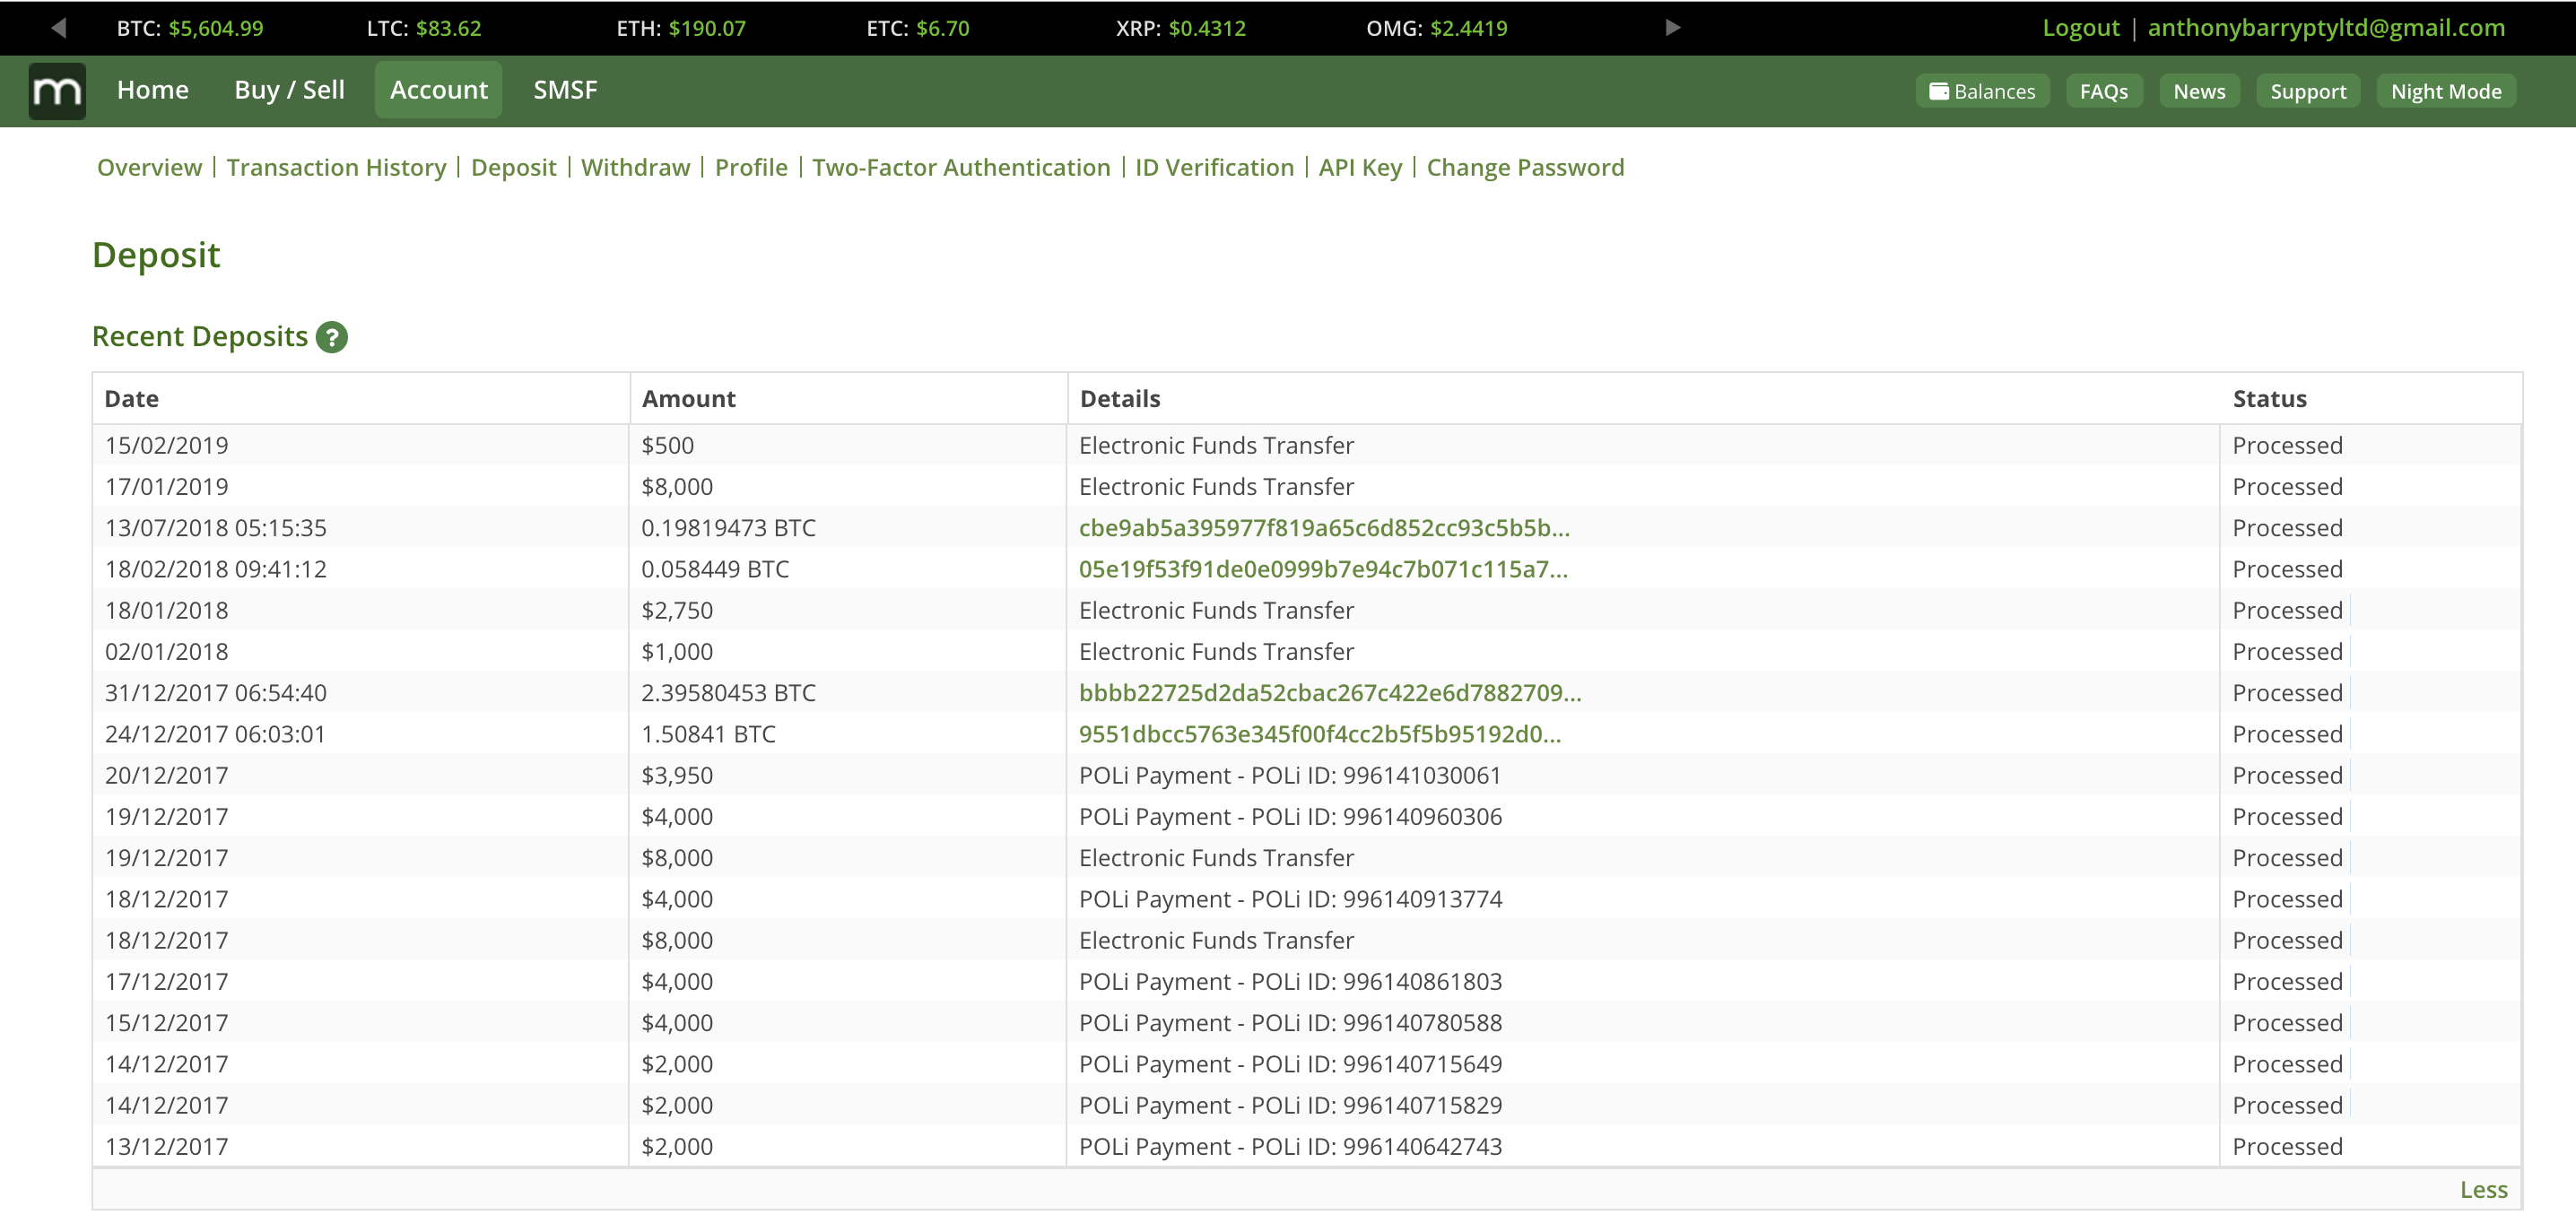 BTC: $5,604.99 LTC: $83.62 ETH: $190.07 ETC: $6.70 XRP: $0.4312 OMG: $2.4419 Logout | anthonybarryptyltd@gmail.com
m Home Buy / Sell Account SMSF Balances FAQs News Support Night Mode
Overview | Transaction History | Deposit | Withdraw | Profile | Two-Factor Authentication | ID Verification | API Key | Change Password
Deposit
Recent Deposits ?
Date Amount Details Status
15/02/2019 $500 Electronic Funds Transfer Processed
17/01/2019 $8,000 Electronic Funds Transfer Processed
13/07/2018 05:15:35 0.19819473 BTC cbe9ab5a395977f819a65c6d852cc93c5b5b... Processed
18/02/2018 09:41:12 0.058449 BTC 05e19f53f91de0e0999b7e94c7b071c115a7... Processed
18/01/2018 $2,750 Electronic Funds Transfer Processed
02/01/2018 $1,000 Electronic Funds Transfer Processed
31/12/2017 06:54:40 2.39580453 BTC bbbb22725d2da52cbac267c422e6d7882709... Processed
24/12/2017 06:03:01 1.50841 BTC 9551dbcc5763e345f00f4cc2b5f5b95192d0... Processed
20/12/2017 $3,950 POLi Payment - POLi ID: 996141030061 Processed
19/12/2017 $4,000 POLi Payment - POLi ID: 996140960306 Processed
19/12/2017 $8,000 Electronic Funds Transfer Processed
18/12/2017 $4,000 POLi Payment - POLi ID: 996140913774 Processed
18/12/2017 $8,000 Electronic Funds Transfer Processed
17/12/2017 $4,000 POLi Payment - POLi ID: 996140861803 Processed
15/12/2017 $4,000 POLi Payment - POLi ID: 996140780588 Processed
14/12/2017 $2,000 POLi Payment - POLi ID: 996140715649 Processed
14/12/2017 $2,000 POLi Payment - POLi ID: 996140715829 Processed
13/12/2017 $2,000 POLi Payment - POLi ID: 996140642743 Processed
Less